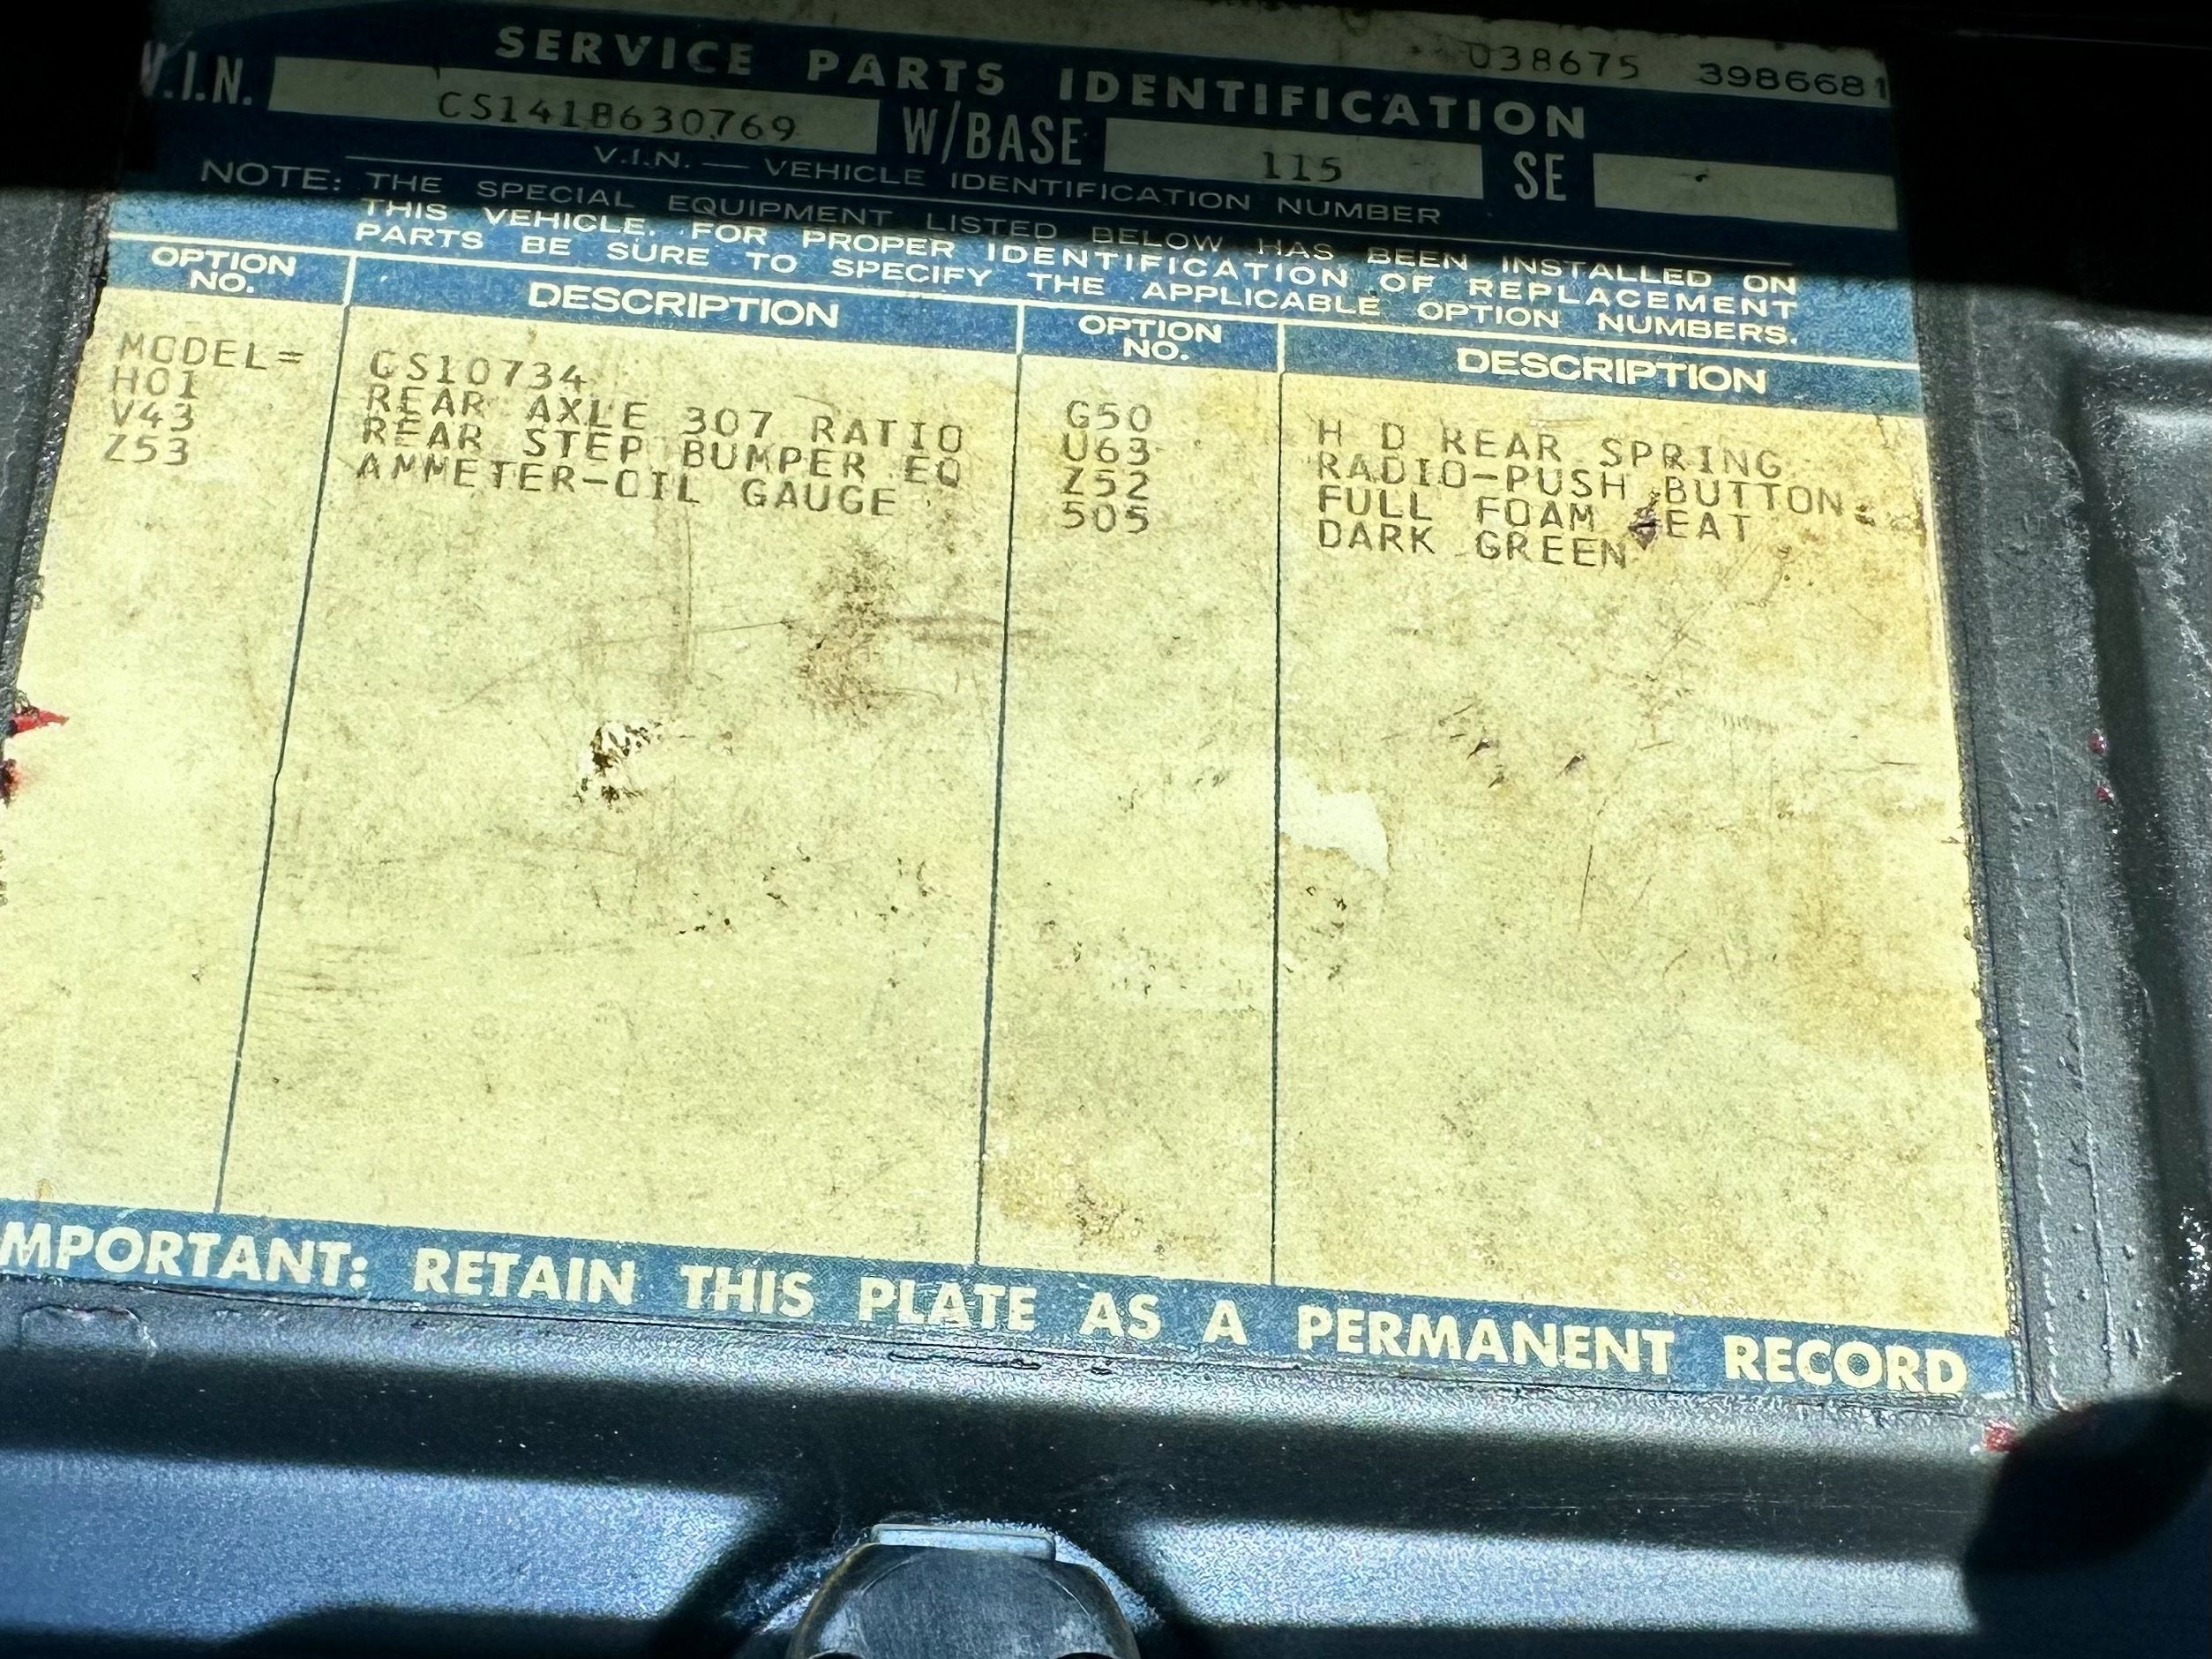 038675 3986681
SERVICE PARTS IDENTIFICATION
V.I.N. CS141B630769 W/BASE 115 SE
V.I.N. — VEHICLE IDENTIFICATION NUMBER
NOTE: THE SPECIAL EQUIPMENT LISTED BELOW HAS BEEN INSTALLED ON
THIS VEHICLE. FOR PROPER IDENTIFICATION OF REPLACEMENT
PARTS BE SURE TO SPECIFY THE APPLICABLE OPTION NUMBERS.
OPTION NO. DESCRIPTION OPTION NO. DESCRIPTION
MODEL= CS10734
H01 REAR AXLE 307 RATIO G50 H D REAR SPRING
V43 REAR STEP BUMPER EQ U63 RADIO-PUSH BUTTON
Z53 AMMETER-OIL GAUGE Z52 FULL FOAM SEAT
505 DARK GREEN
IMPORTANT: RETAIN THIS PLATE AS A PERMANENT RECORD